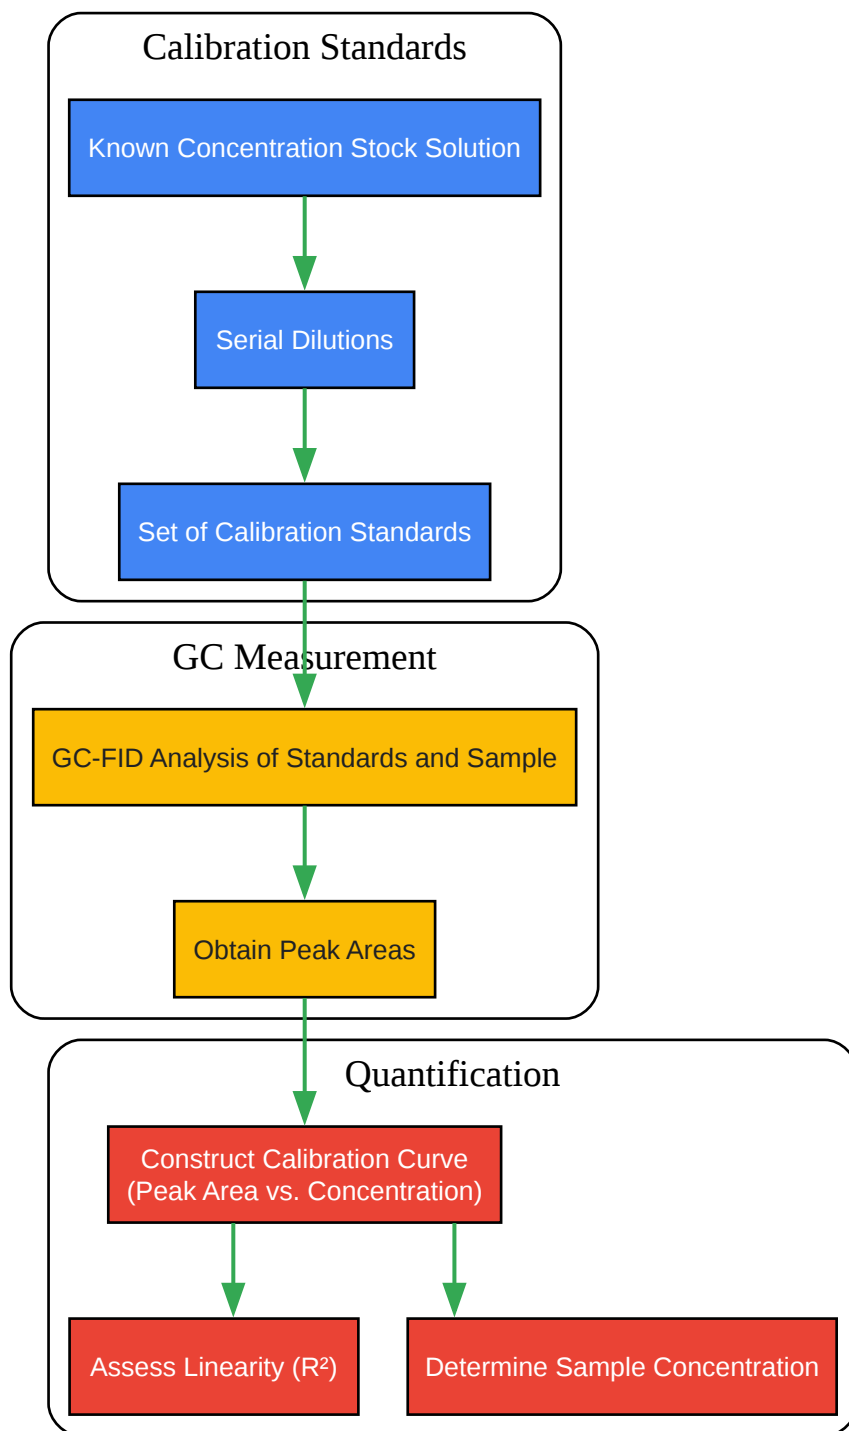 Calibration Standards
Known Concentration Stock Solution
Serial Dilutions
Set of Calibration Standards
GC Measurement
GC-FID Analysis of Standards and Sample
Obtain Peak Areas
Quantification
Construct Calibration Curve
(Peak Area vs. Concentration)
Assess Linearity (R²)
Determine Sample Concentration